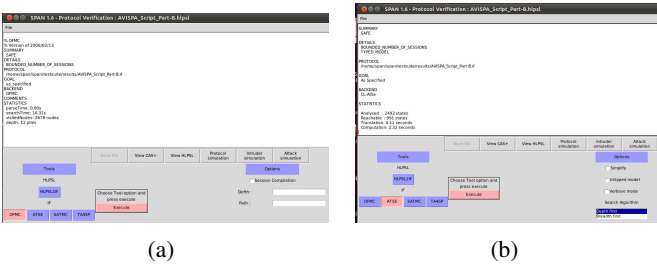 SPAN 1.6 - Protocol Verification : AVISPA_Script_Part-B.hlpsl
File
% OFMC
% Version of 2006/02/13
SUMMARY
SAFE
DETAILS
BOUNDED_NUMBER_OF_SESSIONS
PROTOCOL
/home/span/span/testsuite/results/AVISPA_Script_Part-B.if
GOAL
as_specified
BACKEND
OFMC
COMMENTS
STATISTICS
parseTime: 0.00s
searchTime: 16.31s
visitedNodes: 2678 nodes
depth: 12 plies
Save file
View CAS+
View HLPSL
Protocol simulation
Intruder simulation
Attack simulation
Tools
HLPSL
HLPSL2IF
IF
OFMC
ATSE
SATMC
TA4SP
Choose Tool option and
press execute
Execute
Options
Session Compilation
Defth :
Path :
(a)
SPAN 1.6 - Protocol Verification : AVISPA_Script_Part-B.hlpsl
File
SUMMARY
SAFE
DETAILS
BOUNDED_NUMBER_OF_SESSIONS
TYPED_MODEL
PROTOCOL
/home/span/span/testsuite/results/AVISPA_Script_Part-B.if
GOAL
As Specified
BACKEND
CL-AtSe
STATISTICS
Analysed : 2492 states
Reachable : 991 states
Translation: 0.11 seconds
Computation: 2.32 seconds
Save file
View CAS+
View HLPSL
Protocol simulation
Intruder simulation
Attack simulation
Tools
HLPSL
HLPSL2IF
IF
OFMC
ATSE
SATMC
TA4SP
Choose Tool option and
press execute
Execute
Options
Simplify
Untyped model
Verbose mode
Search Algorithm
Depth first
Breadth first
(b)